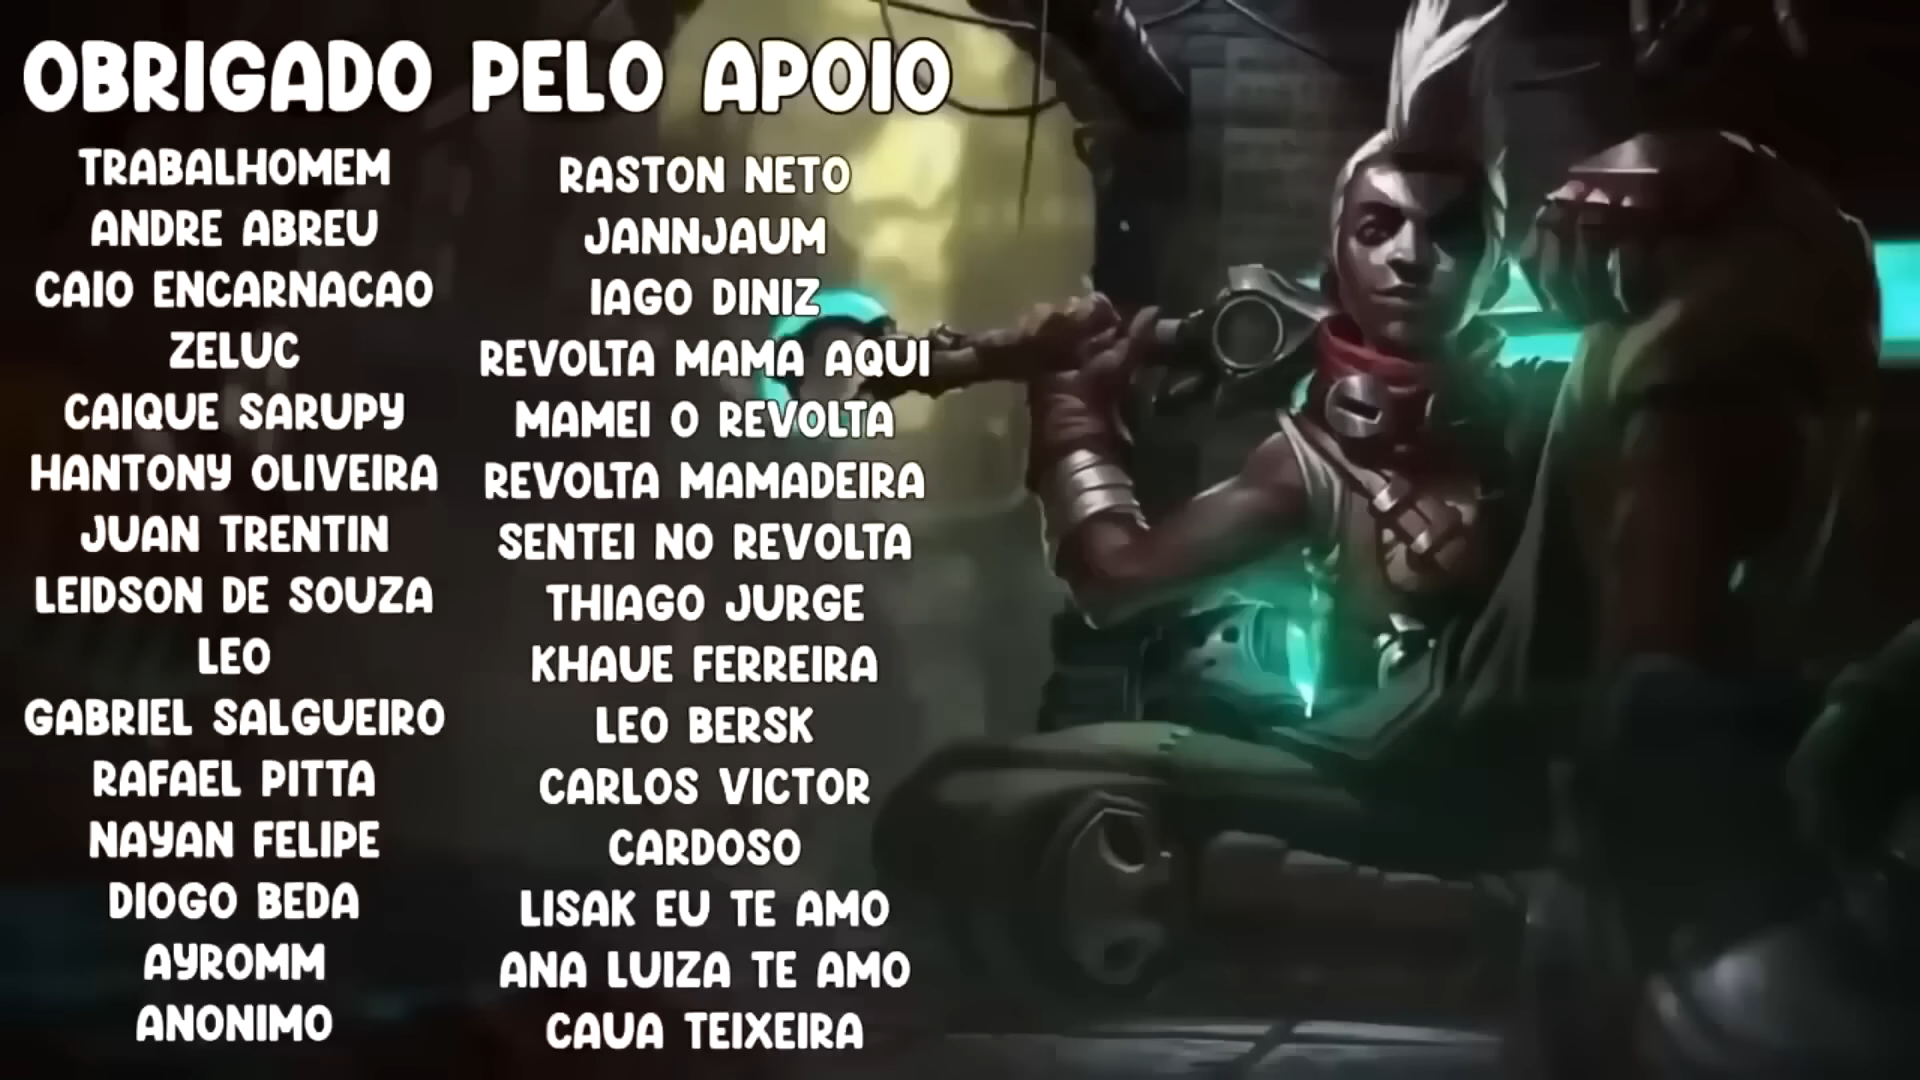 OBRIGADO PELO APOIO
TRABALHOMEM
ANDRE ABREU
CAIO ENCARNACAO
ZELUC
CAIQUE SARUPY
HANTONY OLIVEIRA
JUAN TRENTIN
LEIDSON DE SOUZA
LEO
GABRIEL SALGUEIRO
RAFAEL PITTA
NAYAN FELIPE
DIOGO BEDA
AYROMM
ANONIMO
RASTON NETO
JANNJAUM
IAGO DINIZ
REVOLTA MAMA AQUI
MAMEI O REVOLTA
REVOLTA MAMADEIRA
SENTEI NO REVOLTA
THIAGO JURGE
KHAUE FERREIRA
LEO BERSK
CARLOS VICTOR
CARDOSO
LISAK EU TE AMO
ANA LUIZA TE AMO
CAUA TEIXEIRA